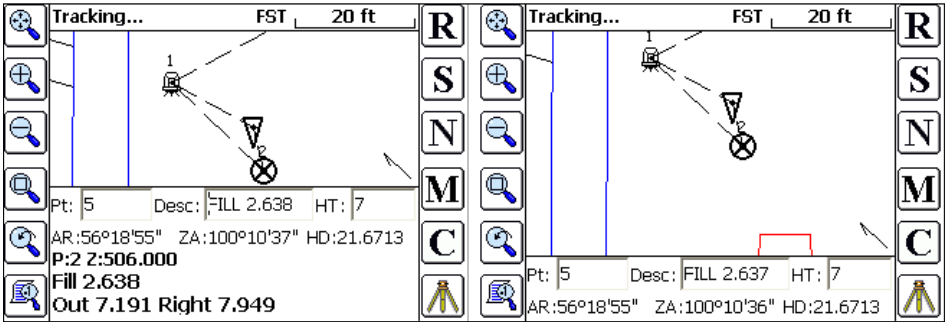 Tracking... FST 20 ft
R
1
S
N
2
Pt: 5 Desc: FILL 2.638 HT: 7
M
AR:56°18'55" ZA:100°10'37" HD:21.6713
C
P:2 Z:506.000
Fill 2.638
Out 7.191 Right 7.949
Tracking... FST 20 ft
R
1
S
2
N
M
C
Pt: 5 Desc: FILL 2.637 HT: 7
AR:56°18'55" ZA:100°10'36" HD:21.6713